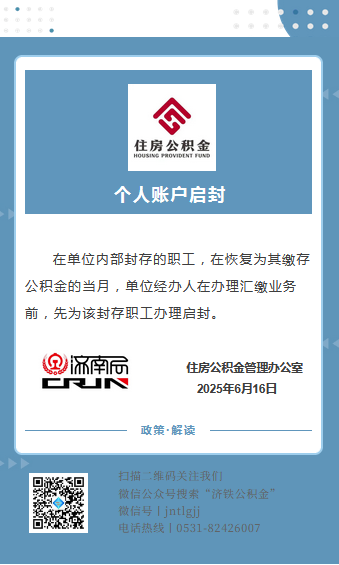 住房公积金
HOUSING PROVIDENT FUND
个人账户启封
在单位内部封存的职工，在恢复为其缴存
公积金的当月，单位经办人在办理汇缴业务
前，先为该封存职工办理启封。
济南局
CRJN
住房公积金管理办公室
2025年6月16日
政策·解读
扫描二维码关注我们
微信公众号搜索“济铁公积金”
微信号丨jntlgjj
电话热线丨0531-82426007